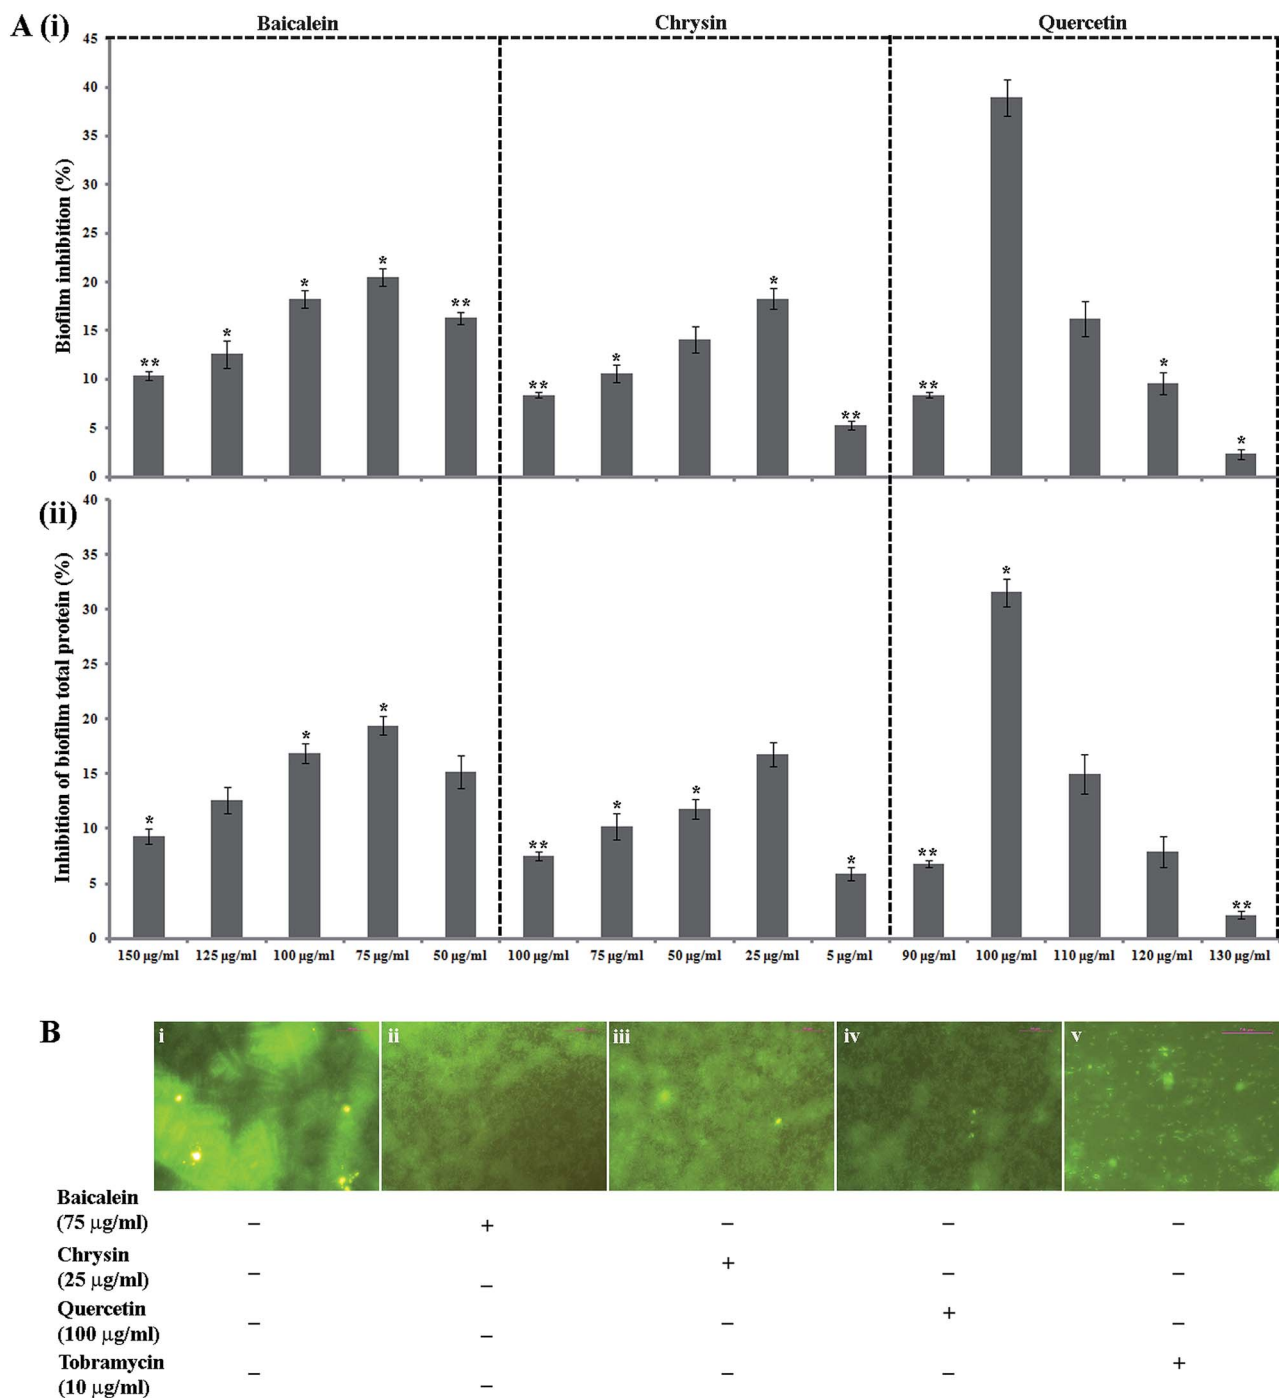 A (i)
Baicalein Chrysin Quercetin
Biofilm inhibition (%)
45
40
35
30
25
20
15
10
5
0
** * * * ** ** * * ** ** * *
(ii)
Inhibition of biofilm total protein (%)
40
35
30
25
20
15
10
5
0
* * * ** * * * ** * **
150 µg/ml 125 µg/ml 100 µg/ml 75 µg/ml 50 µg/ml 100 µg/ml 75 µg/ml 50 µg/ml 25 µg/ml 5 µg/ml 90 µg/ml 100 µg/ml 110 µg/ml 120 µg/ml 130 µg/ml
B
i ii iii iv v
Baicalein
(75 µg/ml) – + – – –
Chrysin
(25 µg/ml) – – + – –
Quercetin
(100 µg/ml) – – – + –
Tobramycin
(10 µg/ml) – – – – +